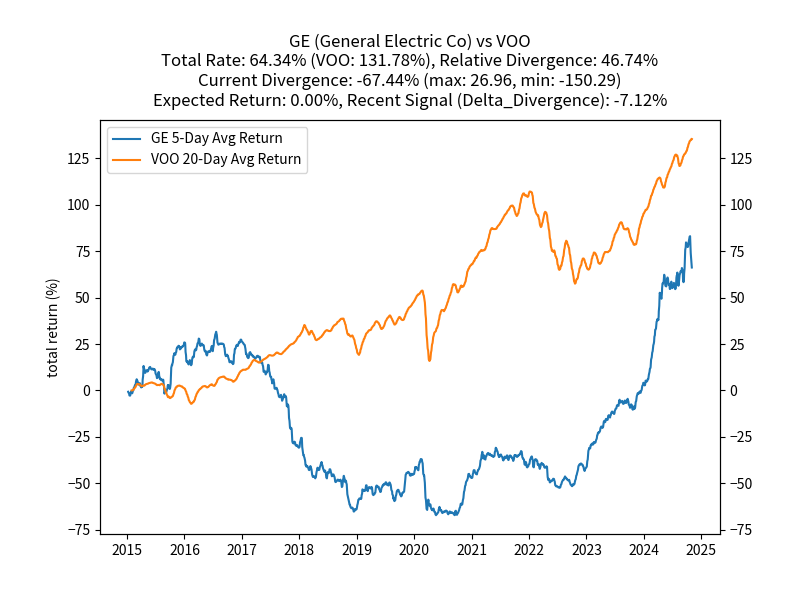 GE (General Electric Co) vs VOO
Total Rate: 64.34% (VOO: 131.78%), Relative Divergence: 46.74%
Current Divergence: -67.44% (max: 26.96, min: -150.29)
Expected Return: 0.00%, Recent Signal (Delta_Divergence): -7.12%
GE 5-Day Avg Return
VOO 20-Day Avg Return
total return (%)
125
100
75
50
25
0
−25
−50
−75
125
100
75
50
25
0
−25
−50
−75
2015 2016 2017 2018 2019 2020 2021 2022 2023 2024 2025